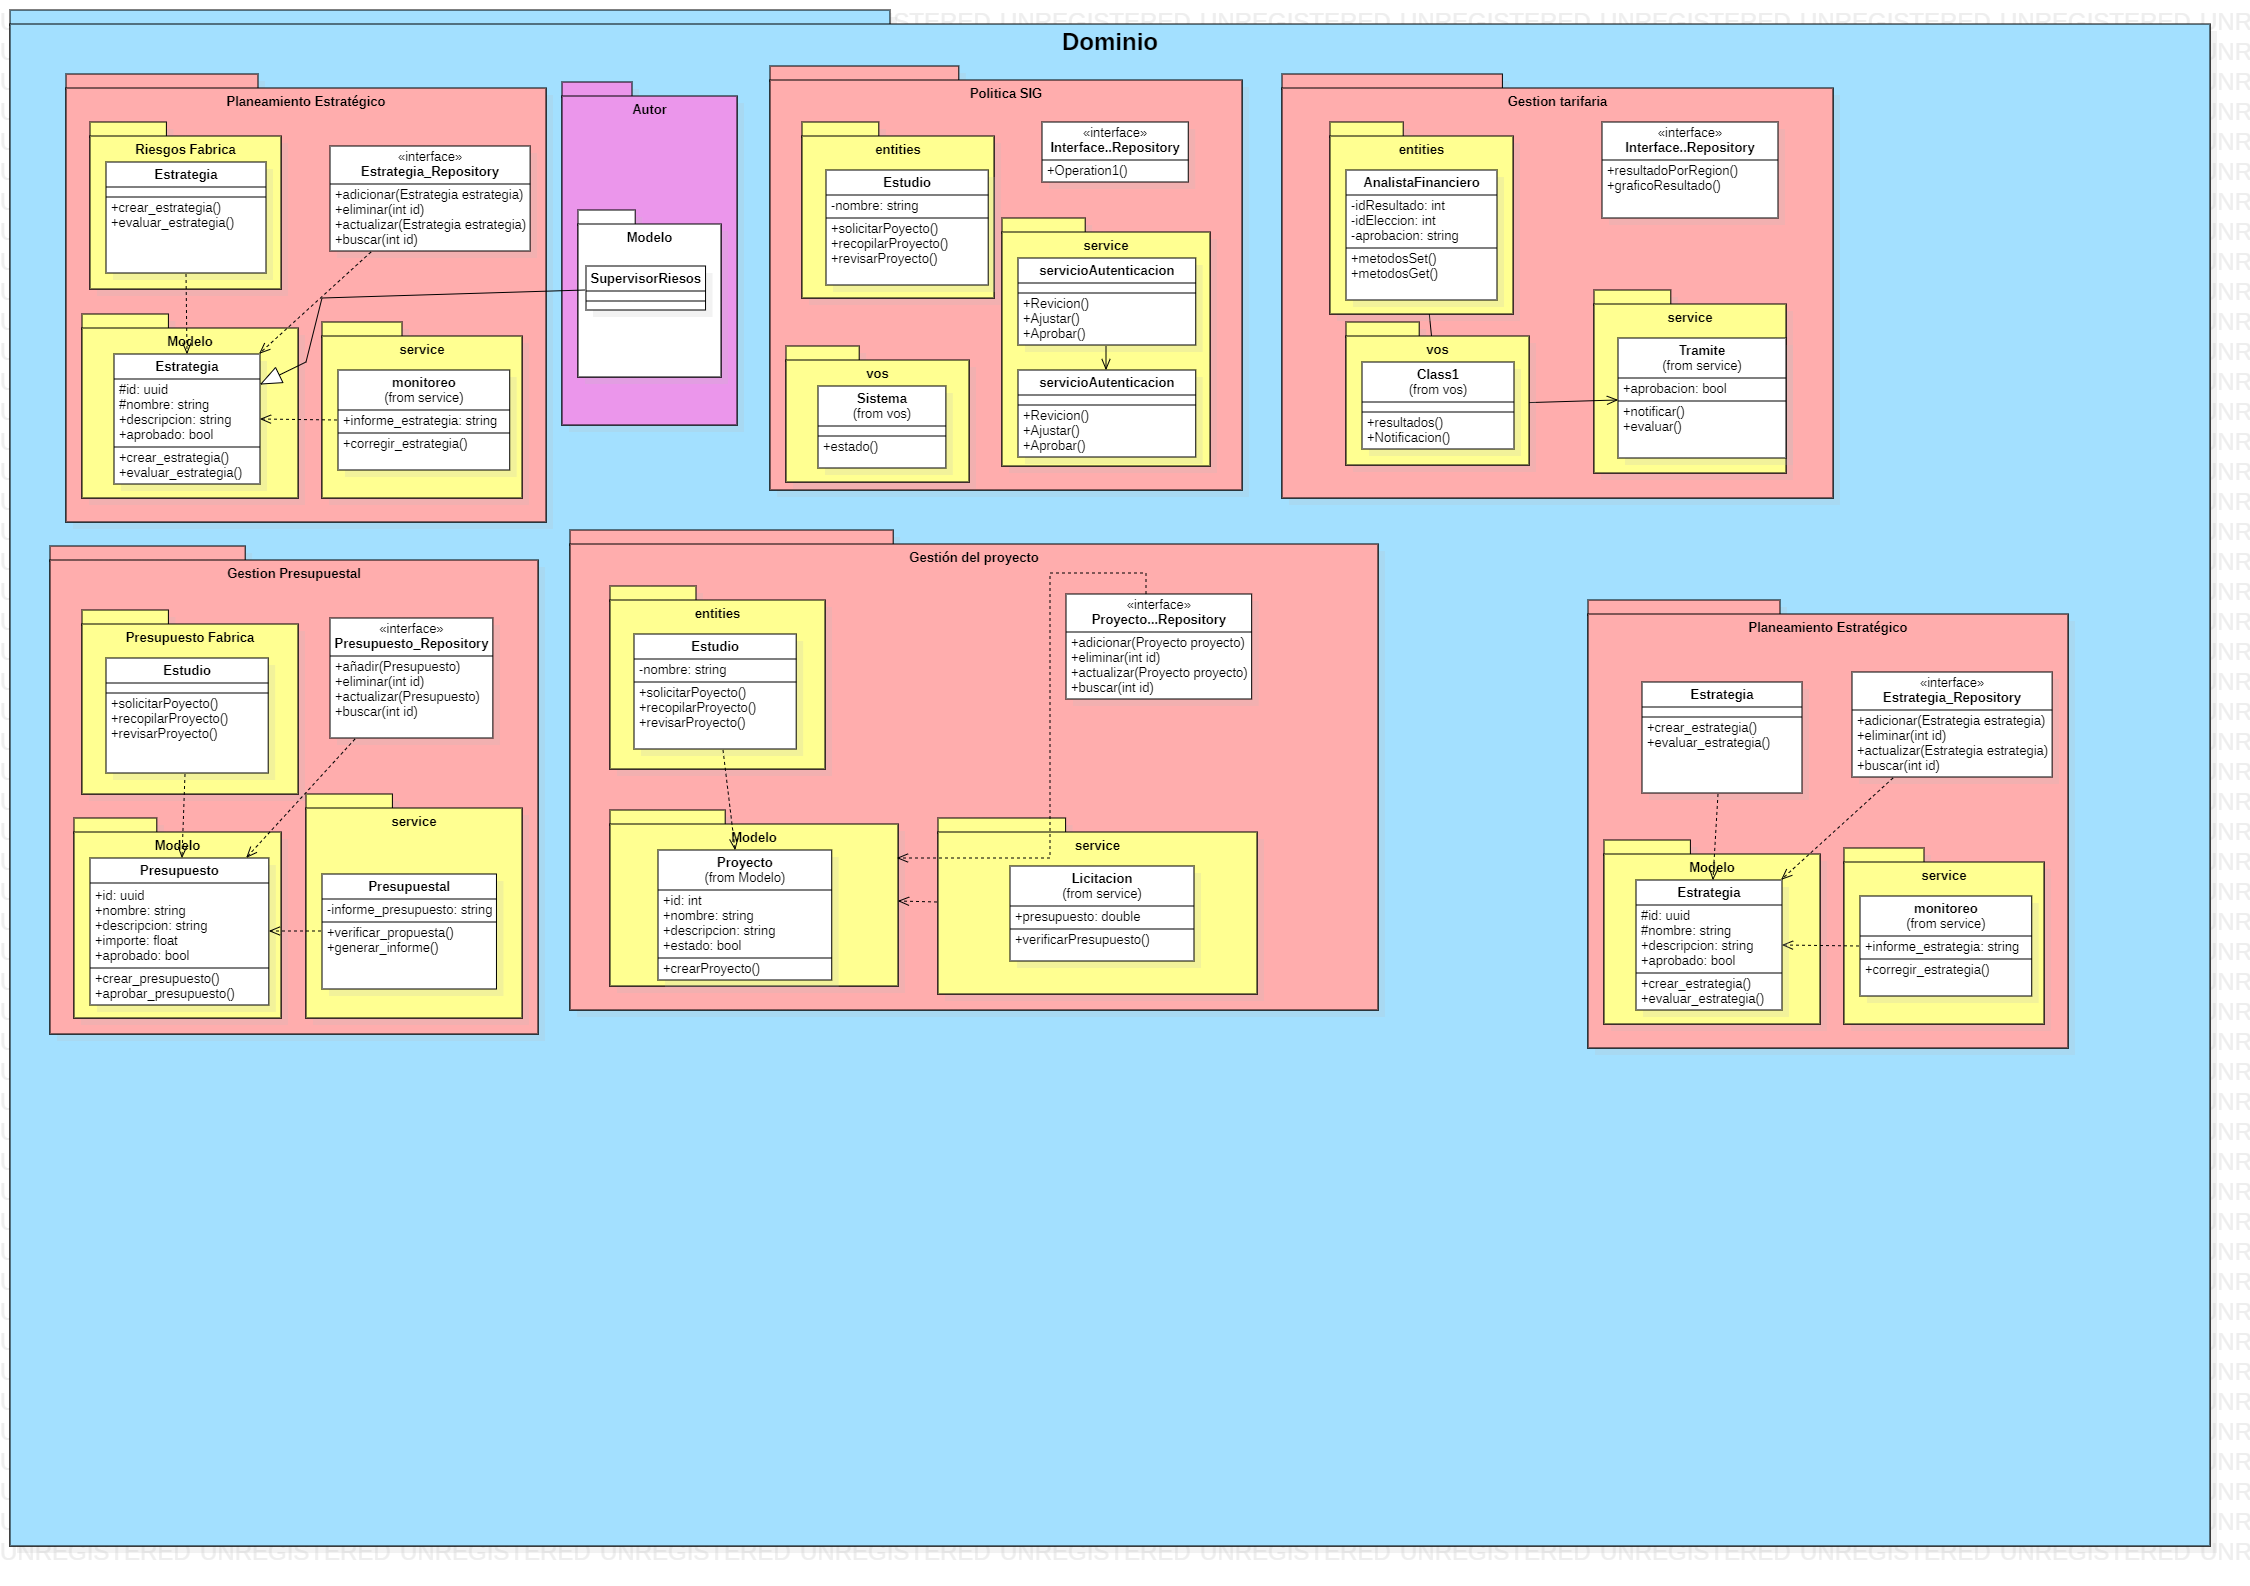 Dominio
Planeamiento Estratégico
Riesgos Fabrica
Estrategia
+crear_estrategia()
+evaluar_estrategia()
«interface»
Estrategia_Repository
+adicionar(Estrategia estrategia)
+eliminar(int id)
+actualizar(Estrategia estrategia)
+buscar(int id)
Modelo
Estrategia
#id: uuid
#nombre: string
+descripcion: string
+aprobado: bool
+crear_estrategia()
+evaluar_estrategia()
service
monitoreo
(from service)
+informe_estrategia: string
+corregir_estrategia()
Autor
Modelo
SupervisorRiesos
Politica SIG
entities
Estudio
-nombre: string
+solicitarPoyecto()
+recopilarProyecto()
+revisarProyecto()
«interface»
Interface..Repository
+Operation1()
service
servicioAutenticacion
+Revicion()
+Ajustar()
+Aprobar()
servicioAutenticacion
+Revicion()
+Ajustar()
+Aprobar()
vos
Sistema
(from vos)
+estado()
Gestion tarifaria
entities
AnalistaFinanciero
-idResultado: int
-idEleccion: int
-aprobacion: string
+metodosSet()
+metodosGet()
«interface»
Interface..Repository
+resultadoPorRegion()
+graficoResultado()
vos
Class1
(from vos)
+resultados()
+Notificacion()
service
Tramite
(from service)
+aprobacion: bool
+notificar()
+evaluar()
Gestion Presupuestal
Presupuesto Fabrica
Estudio
+solicitarPoyecto()
+recopilarProyecto()
+revisarProyecto()
«interface»
Presupuesto_Repository
+añadir(Presupuesto)
+eliminar(int id)
+actualizar(Presupuesto)
+buscar(int id)
Modelo
Presupuesto
+id: uuid
+nombre: string
+descripcion: string
+importe: float
+aprobado: bool
+crear_presupuesto()
+aprobar_presupuesto()
service
Presupuestal
-informe_presupuesto: string
+verificar_propuesta()
+generar_informe()
Gestión del proyecto
entities
Estudio
-nombre: string
+solicitarPoyecto()
+recopilarProyecto()
+revisarProyecto()
«interface»
Proyecto...Repository
+adicionar(Proyecto proyecto)
+eliminar(int id)
+actualizar(Proyecto proyecto)
+buscar(int id)
Modelo
Proyecto
(from Modelo)
+id: int
+nombre: string
+descripcion: string
+estado: bool
+crearProyecto()
service
Licitacion
(from service)
+presupuesto: double
+verificarPresupuesto()
Planeamiento Estratégico
Estrategia
+crear_estrategia()
+evaluar_estrategia()
«interface»
Estrategia_Repository
+adicionar(Estrategia estrategia)
+eliminar(int id)
+actualizar(Estrategia estrategia)
+buscar(int id)
Modelo
Estrategia
#id: uuid
#nombre: string
+descripcion: string
+aprobado: bool
+crear_estrategia()
+evaluar_estrategia()
service
monitoreo
(from service)
+informe_estrategia: string
+corregir_estrategia()
UNREGISTERED UNREGISTERED UNREGISTERED UNREGISTERED UNREGISTERED UNREGISTERED UNREGISTERED UNREGISTERED UNREGISTERED UNREGISTERED UNREGISTERED UNR